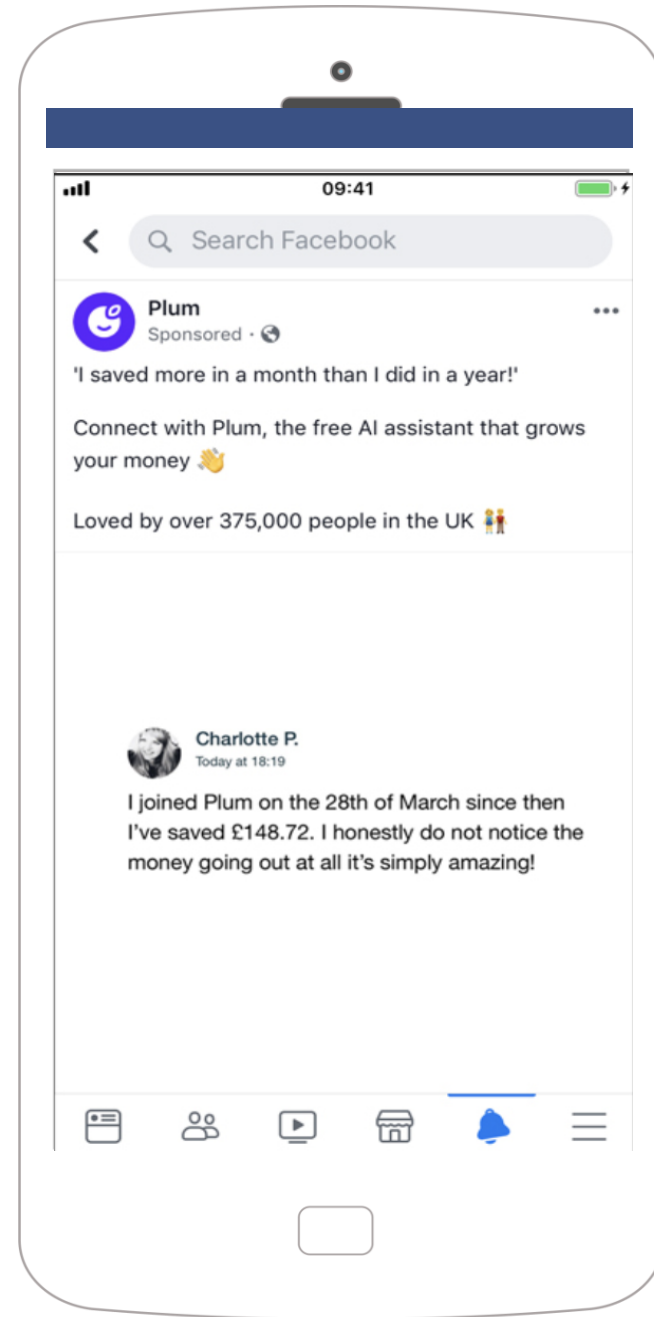 09:41
Search Facebook
Plum
Sponsored ·
'I saved more in a month than I did in a year!'
Connect with Plum, the free AI assistant that grows
your money 👋
Loved by over 375,000 people in the UK 👫
Charlotte P.
Today at 18:19
I joined Plum on the 28th of March since then
I've saved £148.72. I honestly do not notice the
money going out at all it's simply amazing!